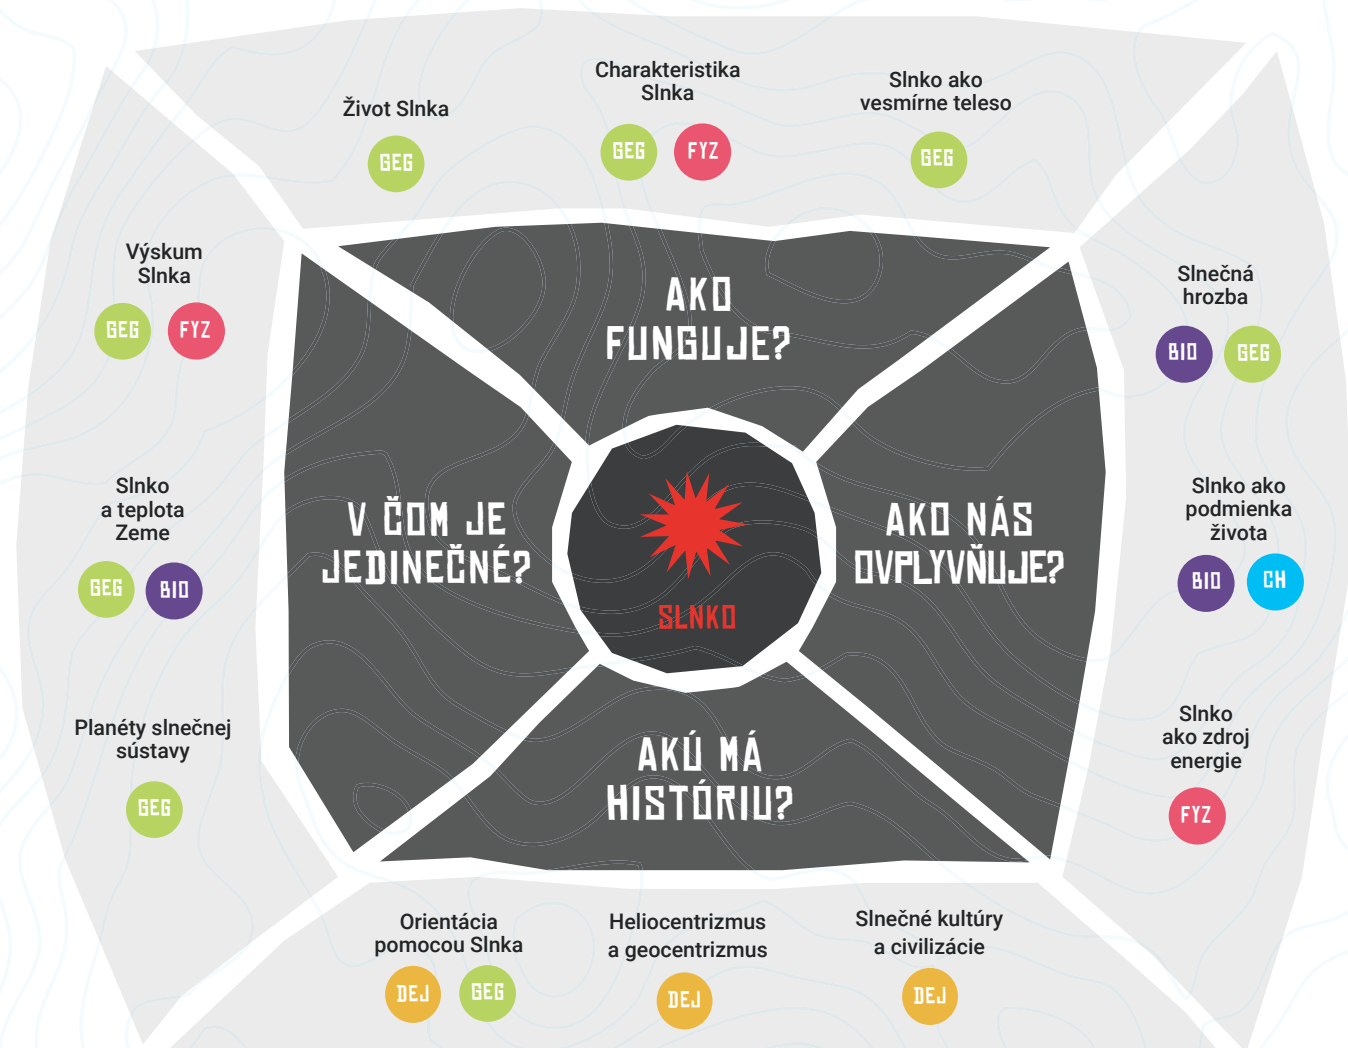 Život Slnka
GEG
Charakteristika
Slnka
GEG FYZ
Slnko ako
vesmírne teleso
GEG
Výskum
Slnka
GEG FYZ
Slnko
a teplota
Zeme
GEG BIO
Planéty slnečnej
sústavy
GEG
AKO
FUNGUJE?
V ČOM JE
JEDINEČNÉ?
SLNKO
AKO NÁS
OVPLYVŇUJE?
AKÚ MÁ
HISTÓRIU?
Slnečná
hrozba
BIO GEG
Slnko ako
podmienka
života
BIO CH
Slnko
ako zdroj
energie
FYZ
Orientácia
pomocou Slnka
DEJ GEG
Heliocentrizmus
a geocentrizmus
DEJ
Slnečné kultúry
a civilizácie
DEJ